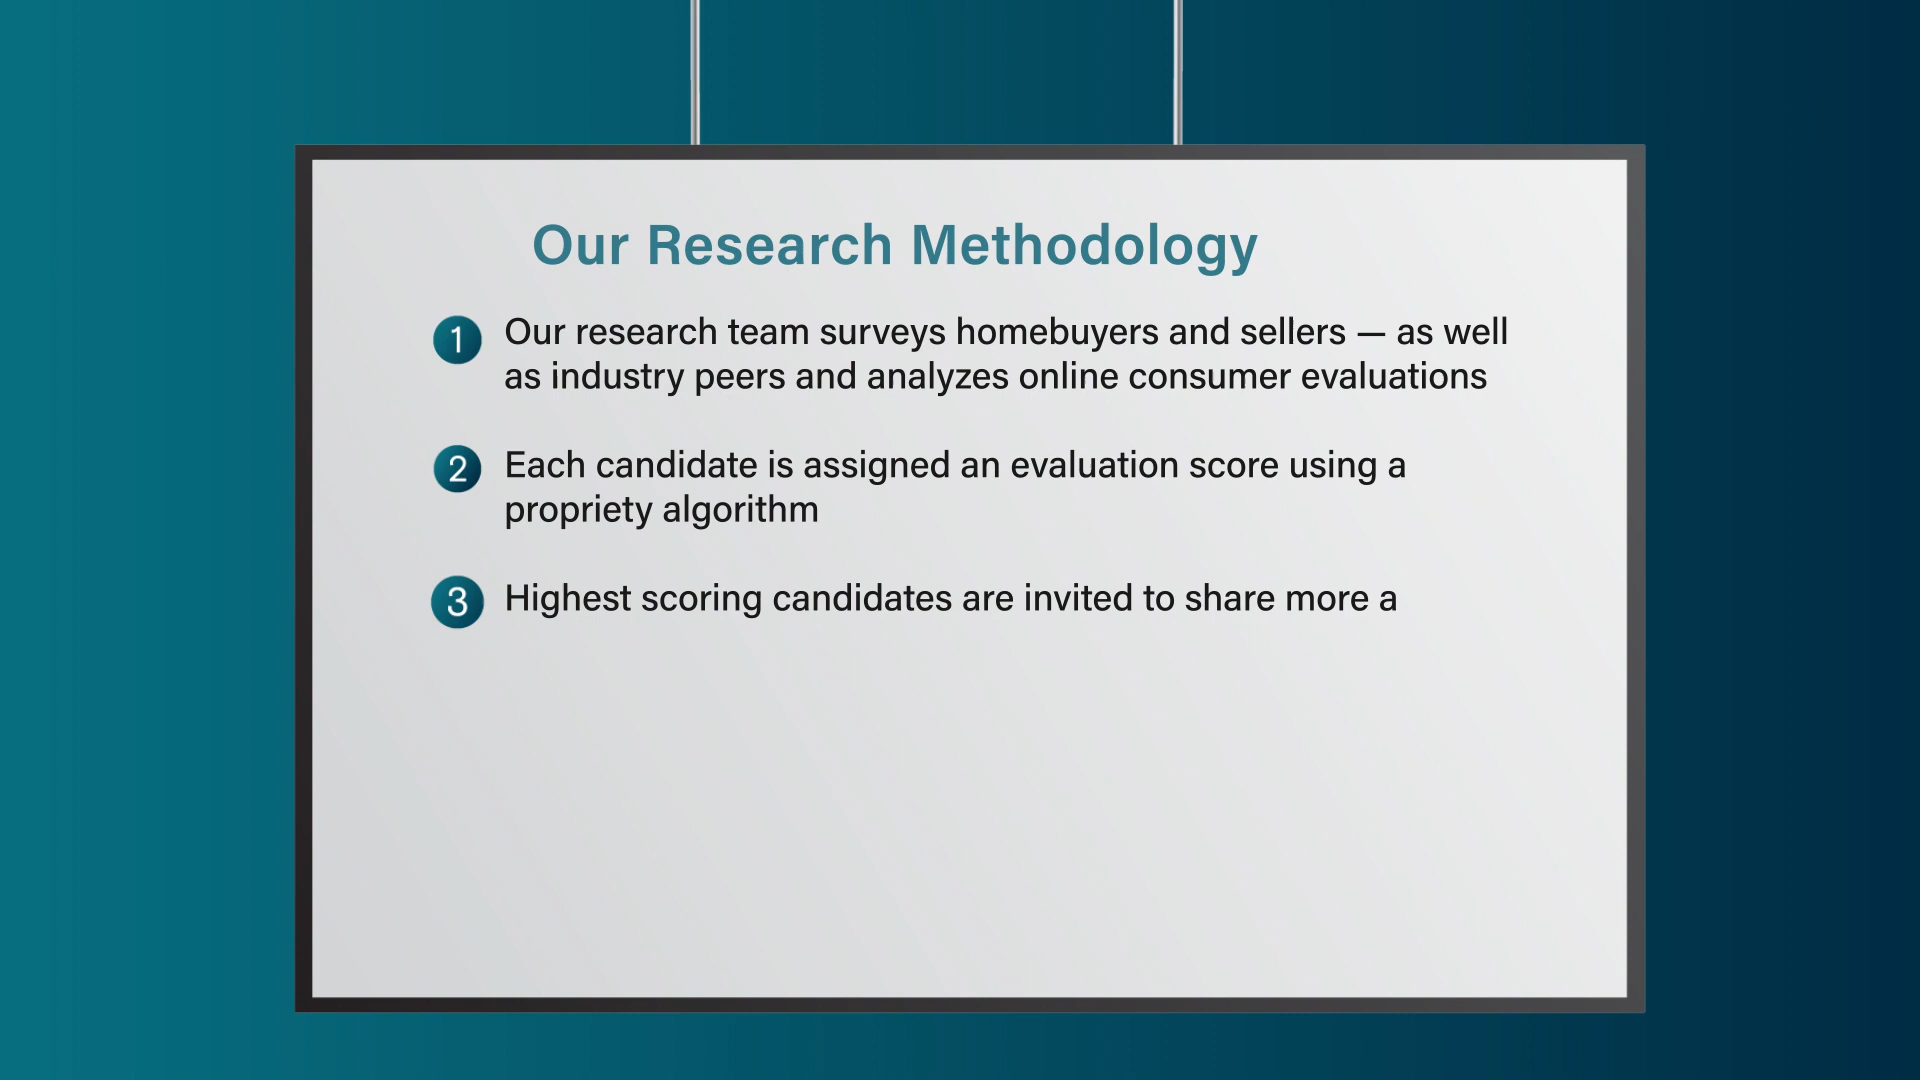 Our Research Methodology
1 Our research team surveys homebuyers and sellers — as well
as industry peers and analyzes online consumer evaluations
2 Each candidate is assigned an evaluation score using a
propriety algorithm
3 Highest scoring candidates are invited to share more a